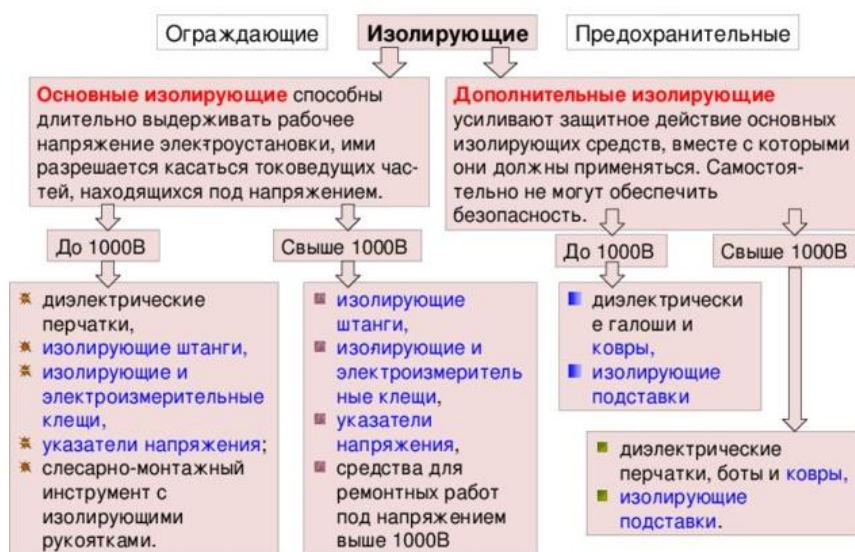 Ограждающие
Изолирующие
Предохранительные
Основные изолирующие способны
длительно выдерживать рабочее
напряжение электроустановки, ими
разрешается касаться токоведущих час-
тей, находящихся под напряжением.
Дополнительные изолирующие
усиливают защитное действие основных
изолирующих средств, вместе с которыми
они должны применяться. Самостоя-
тельно не могут обеспечить
безопасность.
До 1000В
Свыше 1000В
До 1000В
Свыше 1000В
диэлектрические
перчатки,
изолирующие штанги,
изолирующие и
электроизмерительные
клещи,
указатели напряжения;
слесарно-монтажный
инструмент с
изолирующими
рукоятками.
изолирующие
штанги,
изолирующие и
электроизмеритель
ные клещи,
указатели
напряжения,
средства для
ремонтных работ
под напряжением
выше 1000В
диэлектрически
е галоши и
ковры,
изолирующие
подставки
диэлектрические
перчатки, боты и ковры,
изолирующие
подставки.